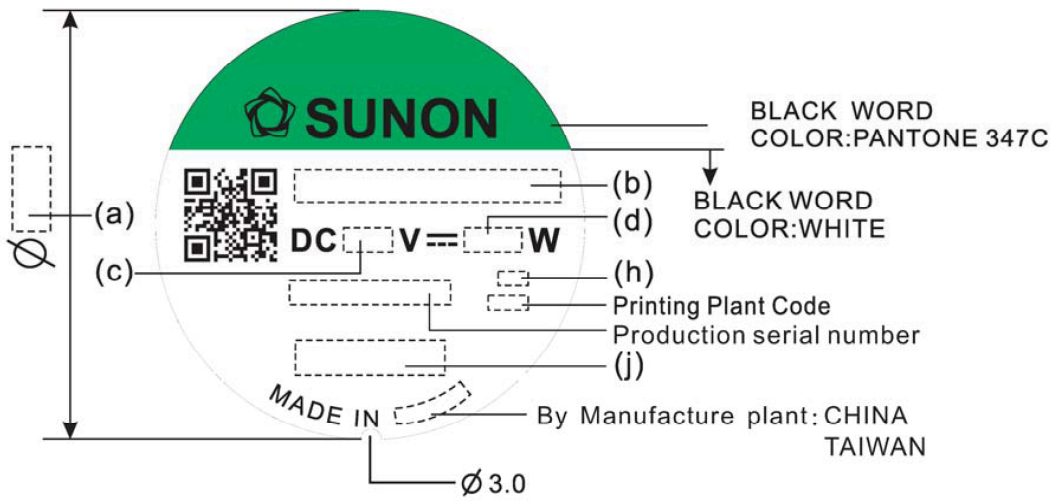 SUNON
BLACK WORD
COLOR:PANTONE 347C
(b)
BLACK WORD
COLOR:WHITE
(a)
(d)
DC V W
(c)
(h)
Printing Plant Code
Production serial number
(j)
MADE IN
By Manufacture plant: CHINA
TAIWAN
Ø
Ø 3.0